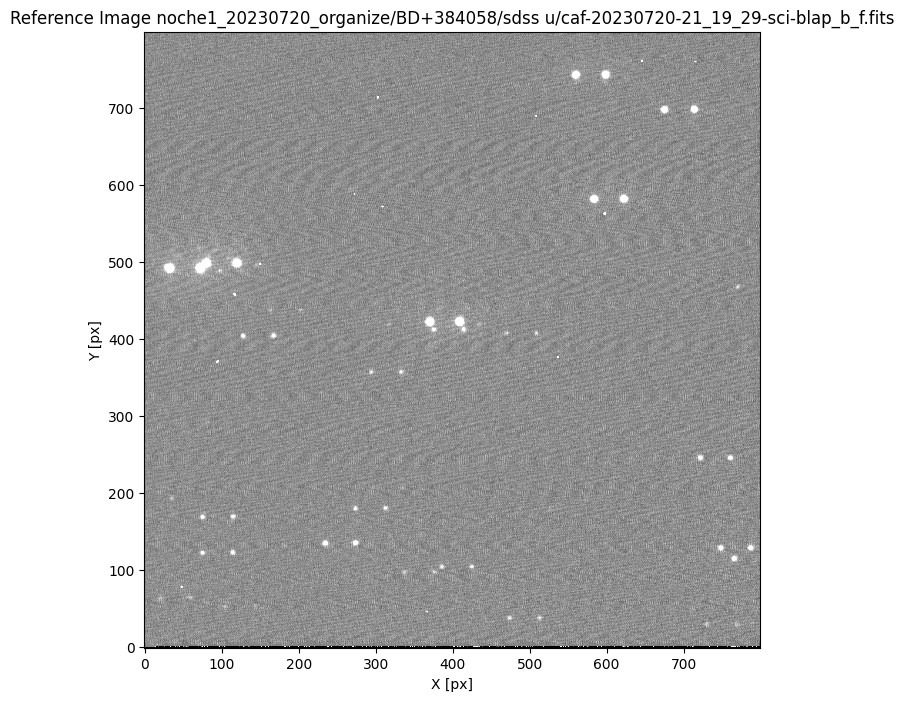 Reference Image noche1_20230720_organize/BD+384058/sdss u/caf-20230720-21_19_29-sci-blap_b_f.fits
700
600
500
400
300
200
100
0
Y [px]
0 100 200 300 400 500 600 700
X [px]